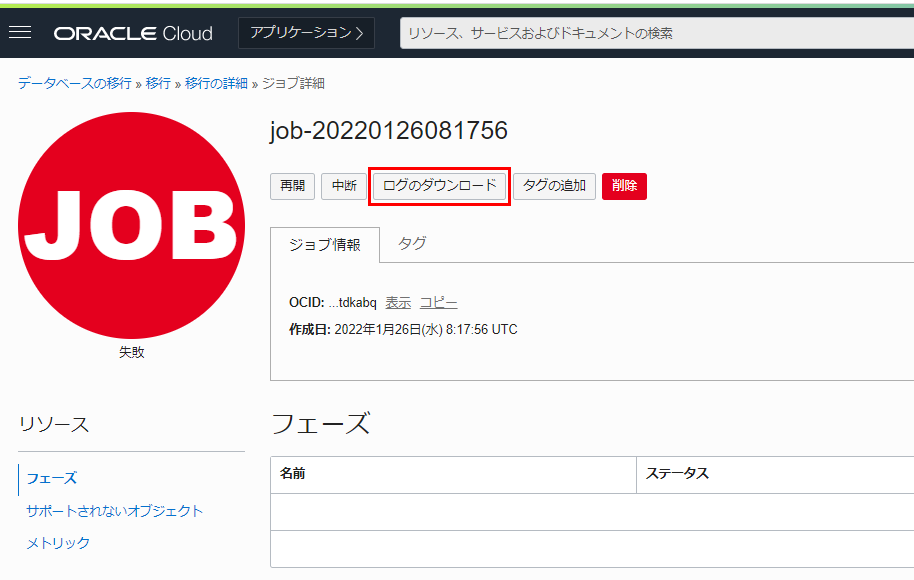 ORACLE Cloud
アプリケーション >
リソース、サービスおよびドキュメントの検索
データベースの移行 » 移行 » 移行の詳細 » ジョブ詳細
JOB
失敗
job-20220126081756
再開 中断 ログのダウンロード タグの追加 削除
ジョブ情報 タグ
OCID: ...tdkabq 表示 コピー
作成日: 2022年1月26日(水) 8:17:56 UTC
リソース
フェーズ
サポートされないオブジェクト
メトリック
フェーズ
名前 ステータス